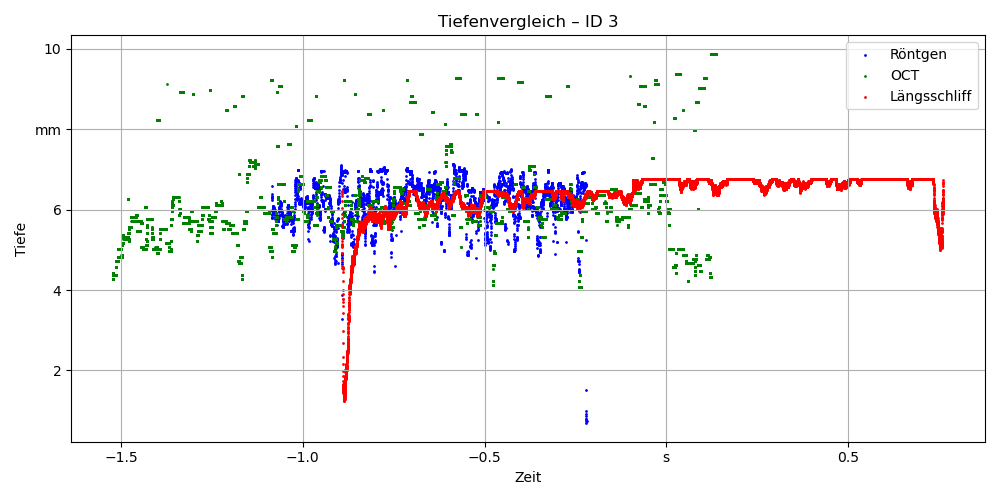 Tiefenvergleich – ID 3
Röntgen
OCT
Längsschliff
10
mm
6
4
2
Tiefe
−1.5
−1.0
−0.5
s
0.5
Zeit